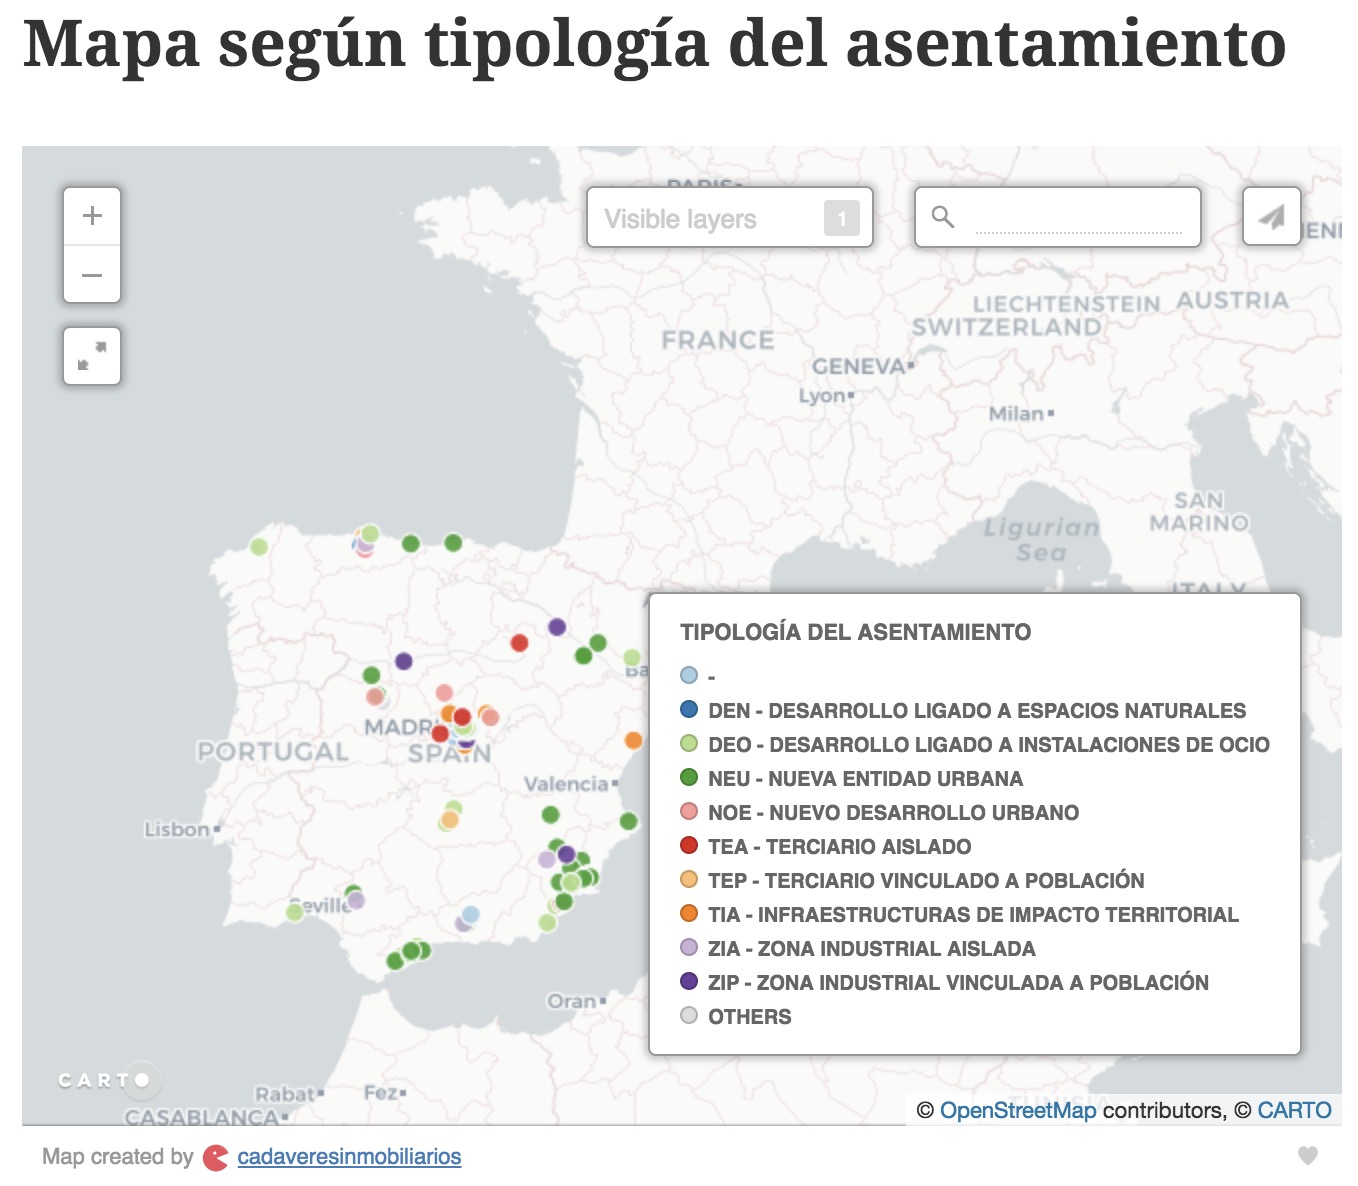 Mapa según tipología del asentamiento
+
Visible layers 1
−
LIECHTENSTEIN AUSTRIA
SWITZERLAND
FRANCE
GENEVA
Lyon
Milan
SAN
MARINO
Ligurian
Sea
ITALY
TIPOLOGÍA DEL ASENTAMIENTO
-
DEN - DESARROLLO LIGADO A ESPACIOS NATURALES
DEO - DESARROLLO LIGADO A INSTALACIONES DE OCIO
NEU - NUEVA ENTIDAD URBANA
NOE - NUEVO DESARROLLO URBANO
TEA - TERCIARIO AISLADO
TEP - TERCIARIO VINCULADO A POBLACIÓN
TIA - INFRAESTRUCTURAS DE IMPACTO TERRITORIAL
ZIA - ZONA INDUSTRIAL AISLADA
ZIP - ZONA INDUSTRIAL VINCULADA A POBLACIÓN
OTHERS
MADR
PORTUGAL
SPAIN
Valencia
Lisbon
Seville
Oran
CARTO
Rabat
Fez
CASABLANCA
© OpenStreetMap contributors, © CARTO
Map created by cadaveresinmobiliarios